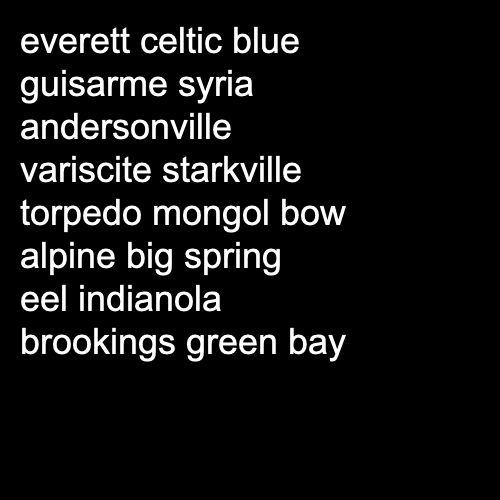 everett celtic blue
guisarme syria
andersonville
variscite starkville
torpedo mongol bow
alpine big spring
eel indianola
brookings green bay